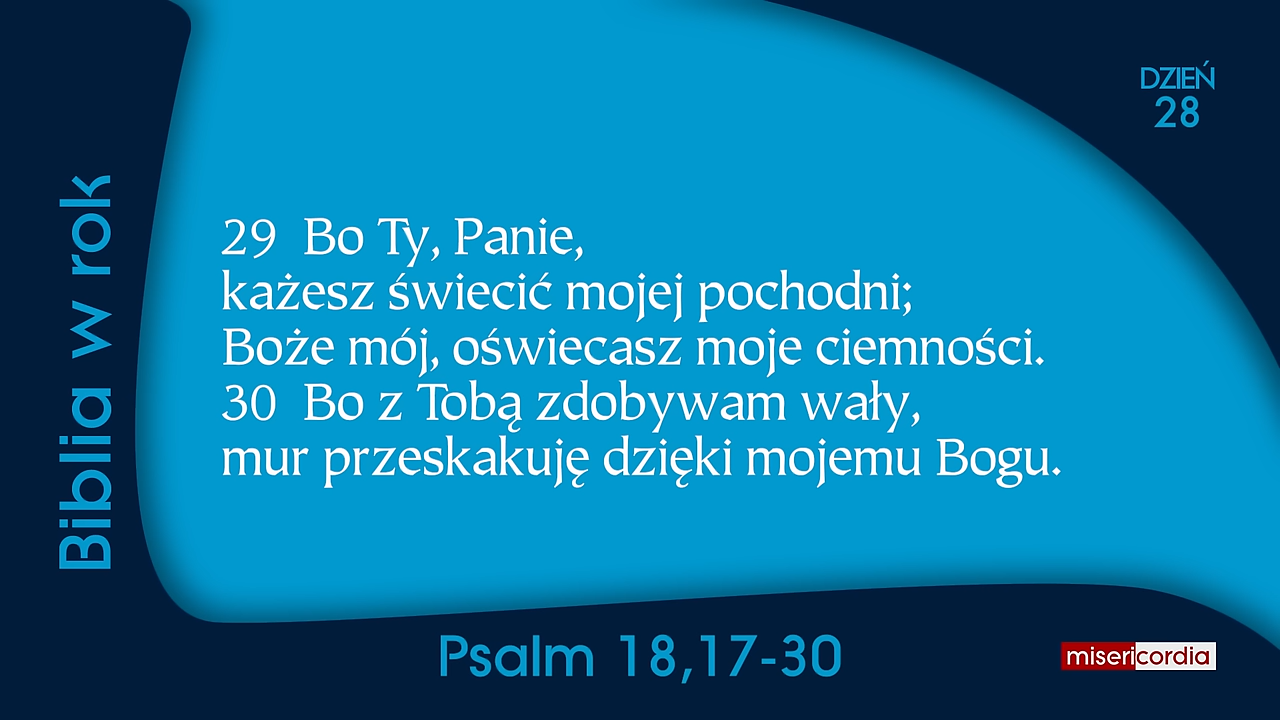 DZIEŃ
28
Biblia w rok
29 Bo Ty, Panie,
każesz świecić mojej pochodni;
Boże mój, oświecasz moje ciemności.
30 Bo z Tobą zdobywam wały,
mur przeskakuję dzięki mojemu Bogu.
Psalm 18,17-30
misericordia